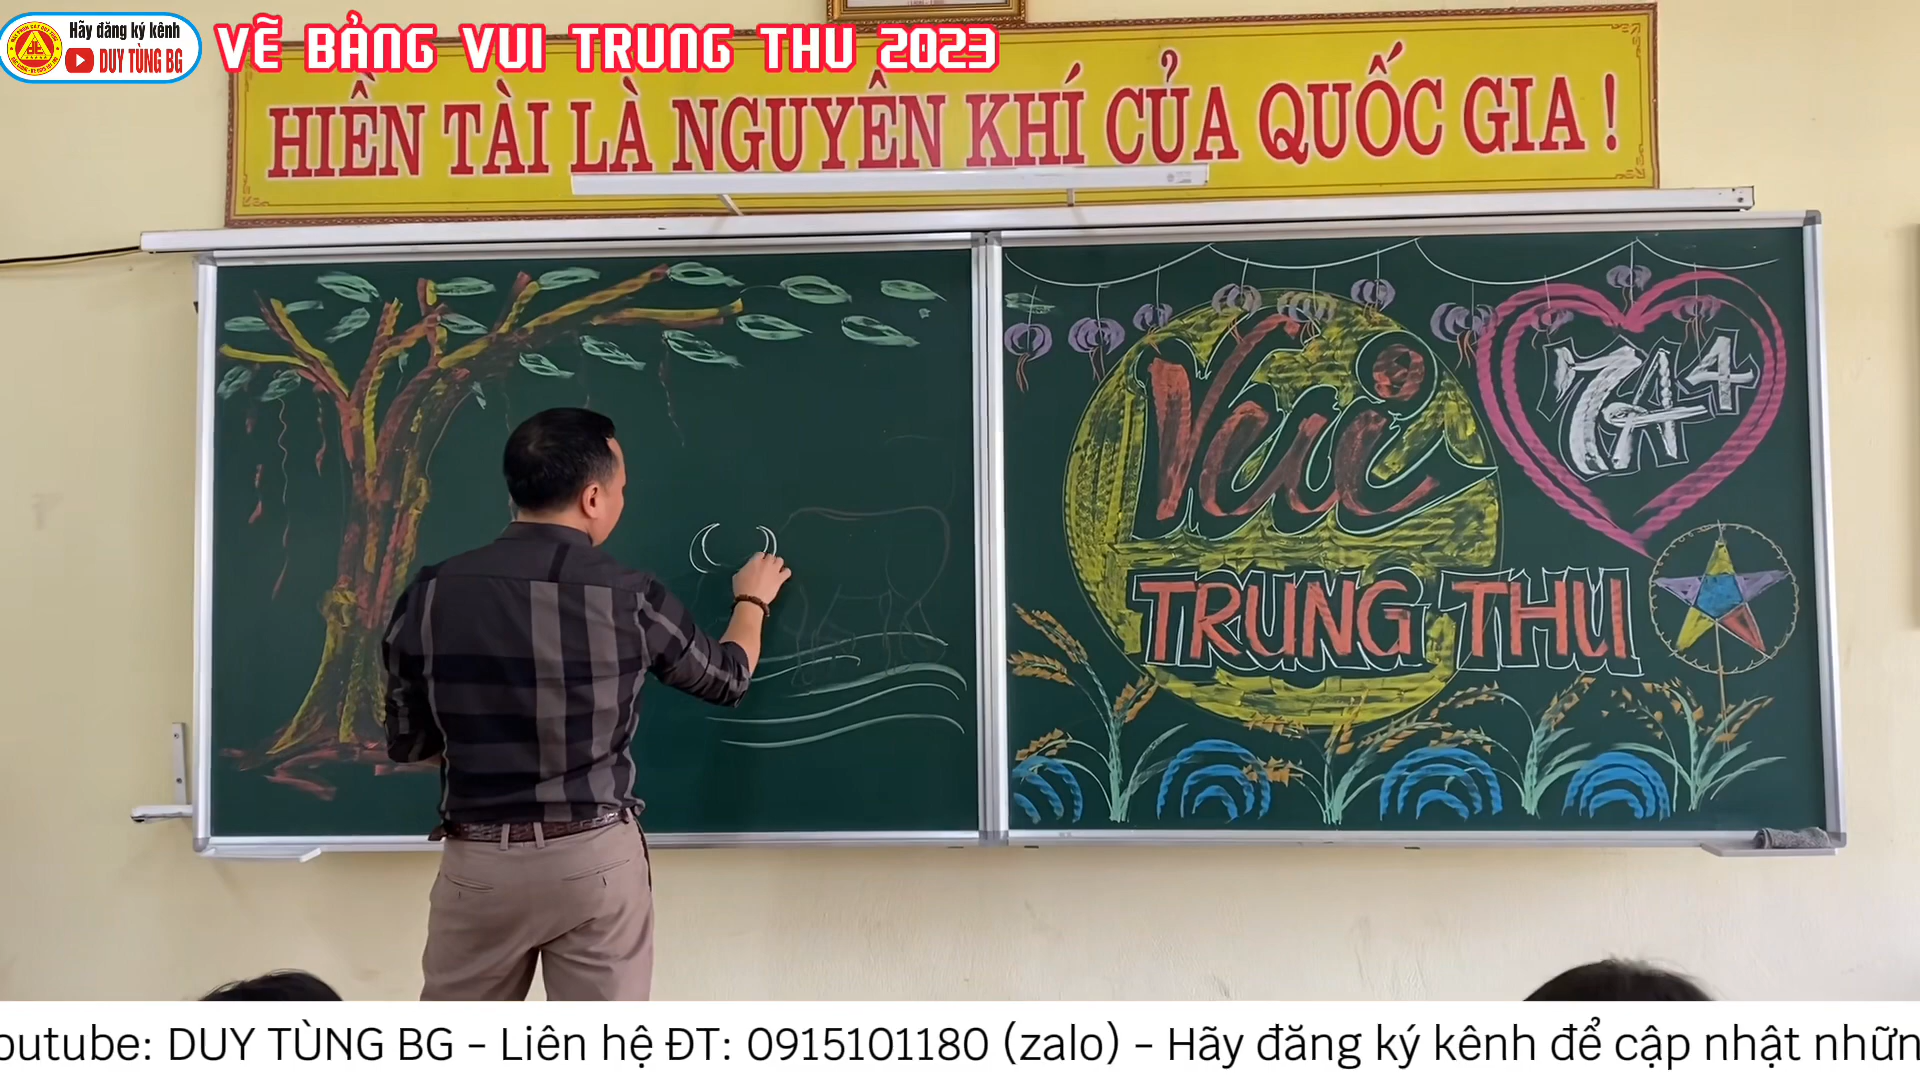 Hãy đăng ký kênh
DUY TÙNG BG
VẼ BẢNG VUI TRUNG THU 2023
HIỀN TÀI LÀ NGUYÊN KHÍ CỦA QUỐC GIA !
Vui
TRUNG THU
7A4
outube: DUY TÙNG BG - Liên hệ ĐT: 0915101180 (zalo) - Hãy đăng ký kênh để cập nhật nhữn